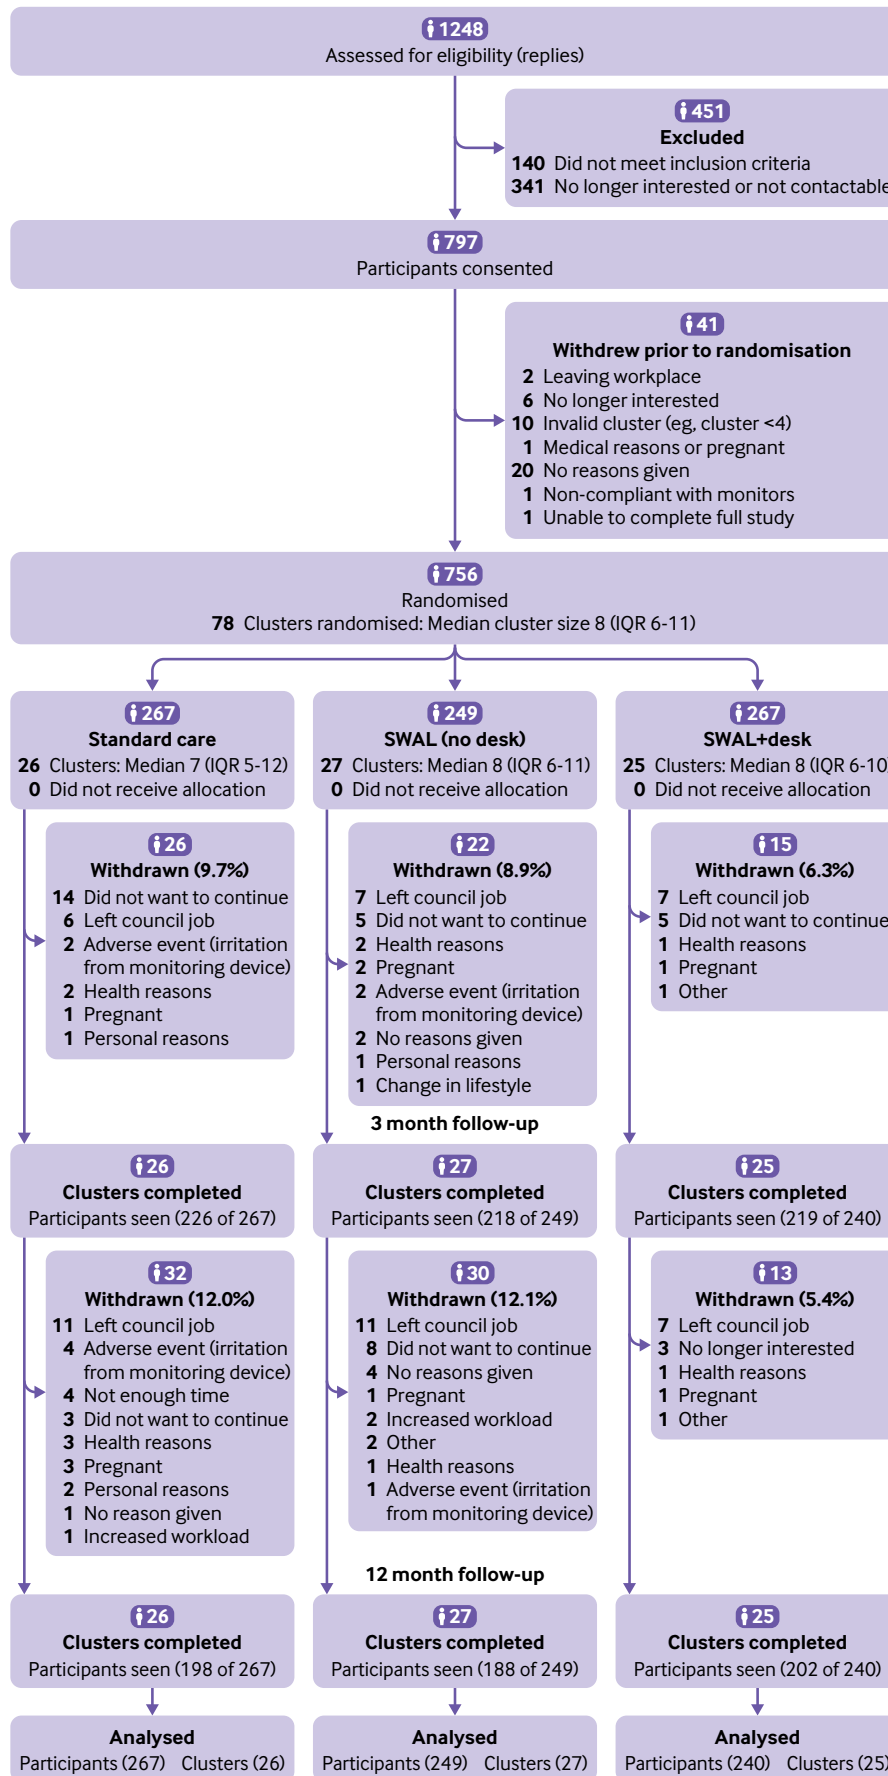 1248
Assessed for eligibility (replies)
451
Excluded
140 Did not meet inclusion criteria
341 No longer interested or not contactable
797
Participants consented
41
Withdrew prior to randomisation
2 Leaving workplace
6 No longer interested
10 Invalid cluster (eg, cluster <4)
1 Medical reasons or pregnant
20 No reasons given
1 Non-compliant with monitors
1 Unable to complete full study
756
Randomised
78 Clusters randomised: Median cluster size 8 (IQR 6-11)
267
Standard care
26 Clusters: Median 7 (IQR 5-12)
0 Did not receive allocation
249
SWAL (no desk)
27 Clusters: Median 8 (IQR 6-11)
0 Did not receive allocation
267
SWAL+desk
25 Clusters: Median 8 (IQR 6-10)
0 Did not receive allocation
26
Withdrawn (9.7%)
14 Did not want to continue
6 Left council job
2 Adverse event (irritation
from monitoring device)
2 Health reasons
1 Pregnant
1 Personal reasons
22
Withdrawn (8.9%)
7 Left council job
5 Did not want to continue
2 Health reasons
2 Pregnant
2 Adverse event (irritation
from monitoring device)
2 No reasons given
1 Personal reasons
1 Change in lifestyle
15
Withdrawn (6.3%)
7 Left council job
5 Did not want to continue
1 Health reasons
1 Pregnant
1 Other
3 month follow-up
26
Clusters completed
Participants seen (226 of 267)
27
Clusters completed
Participants seen (218 of 249)
25
Clusters completed
Participants seen (219 of 240)
32
Withdrawn (12.0%)
11 Left council job
4 Adverse event (irritation
from monitoring device)
4 Not enough time
3 Did not want to continue
3 Health reasons
3 Pregnant
2 Personal reasons
1 No reason given
1 Increased workload
30
Withdrawn (12.1%)
11 Left council job
8 Did not want to continue
4 No reasons given
1 Pregnant
2 Increased workload
2 Other
1 Health reasons
1 Adverse event (irritation
from monitoring device)
13
Withdrawn (5.4%)
7 Left council job
3 No longer interested
1 Health reasons
1 Pregnant
1 Other
12 month follow-up
26
Clusters completed
Participants seen (198 of 267)
27
Clusters completed
Participants seen (188 of 249)
25
Clusters completed
Participants seen (202 of 240)
Analysed
Participants (267) Clusters (26)
Analysed
Participants (249) Clusters (27)
Analysed
Participants (240) Clusters (25)